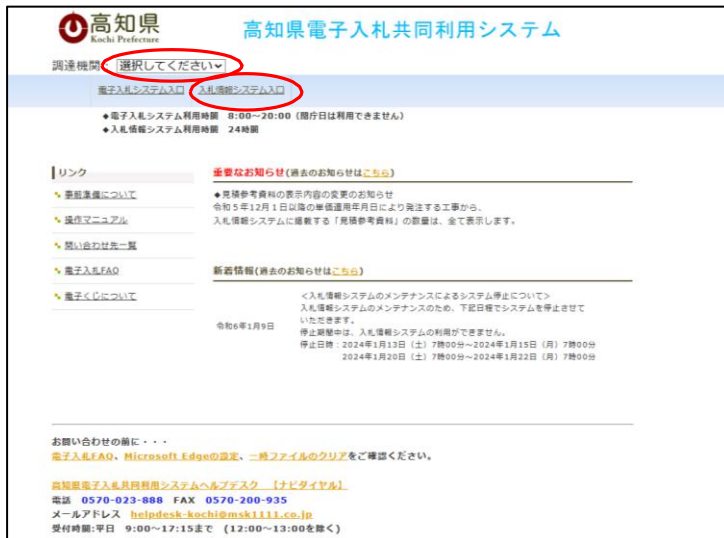 高知県
Kochi Prefecture
高知県電子入札共同利用システム
調達機関: 選択してください
電子入札システム入口 入札情報システム入口
◆電子入札システム利用時間 8:00～20:00 (閉庁日は利用できません)
◆入札情報システム利用時間 24時間
リンク
事前準備について
操作マニュアル
問い合わせ先一覧
電子入札FAQ
電子くじについて
重要なお知らせ(過去のお知らせはこちら)
◆見積参考資料の表示内容の変更のお知らせ
令和5年12月1日以降の単価適用年月日により発注する工事から、
入札情報システムに掲載する「見積参考資料」の数量は、全て表示します。
新着情報(過去のお知らせはこちら)
令和6年1月9日
＜入札情報システムのメンテナンスによるシステム停止について＞
入札情報システムのメンテナンスのため、下記日程でシステムを停止させて
いただきます。
停止期間中は、入札情報システムの利用ができません。
停止日時：2024年1月13日（土）7時00分～2024年1月15日（月）7時00分
2024年1月20日（土）7時00分～2024年1月22日（月）7時00分
お問い合わせの前に・・・
電子入札FAQ、Microsoft Edgeの設定、一時ファイルのクリアをご確認ください。
高知県電子入札共同利用システムヘルプデスク 【ナビダイヤル】
電話 0570-023-888 FAX 0570-200-935
メールアドレス helpdesk-kochi@msk1111.co.jp
受付時間:平日 9:00～17:15まで (12:00～13:00を除く)